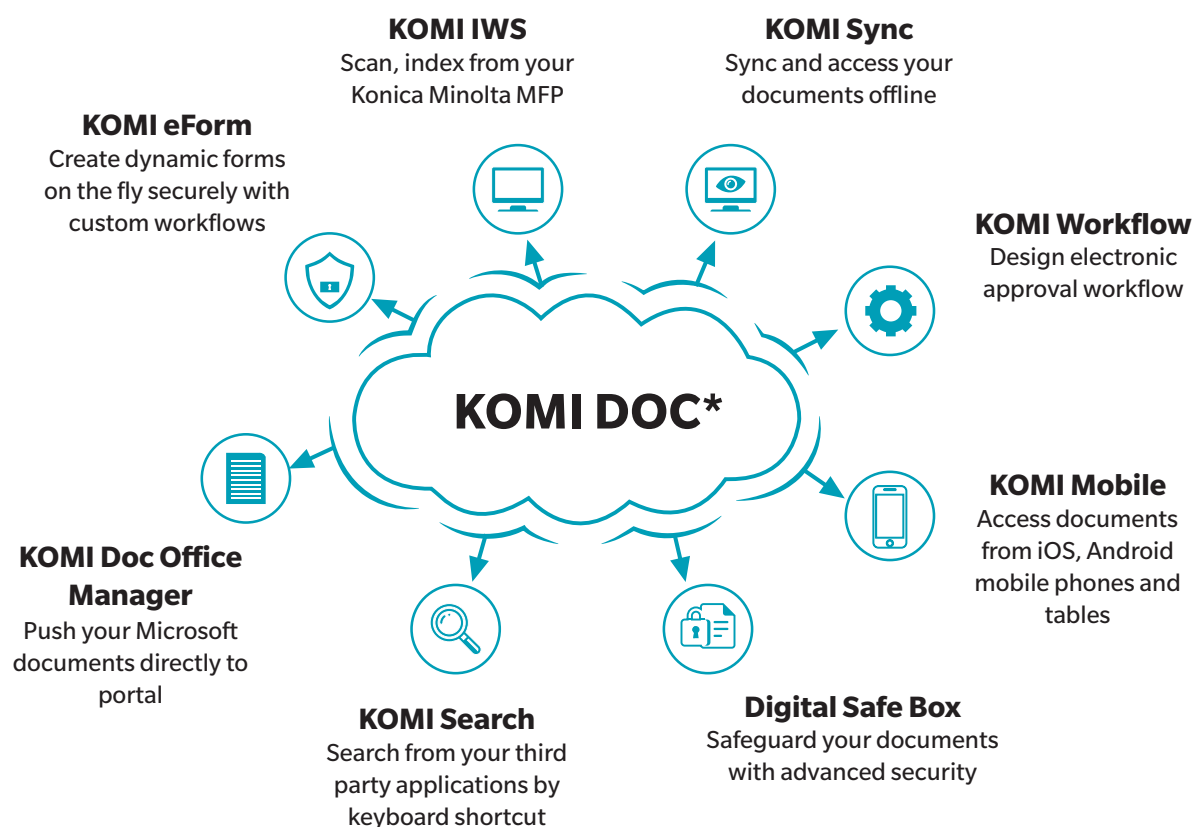 KOMI IWS
Scan, index from your
Konica Minolta MFP
KOMI Sync
Sync and access your
documents offline
KOMI eForm
Create dynamic forms
on the fly securely with
custom workflows
KOMI Workflow
Design electronic
approval workflow
KOMI DOC*
KOMI Mobile
Access documents
from iOS, Android
mobile phones and
tables
KOMI Doc Office
Manager
Push your Microsoft
documents directly to
portal
KOMI Search
Search from your third
party applications by
keyboard shortcut
Digital Safe Box
Safeguard your documents
with advanced security